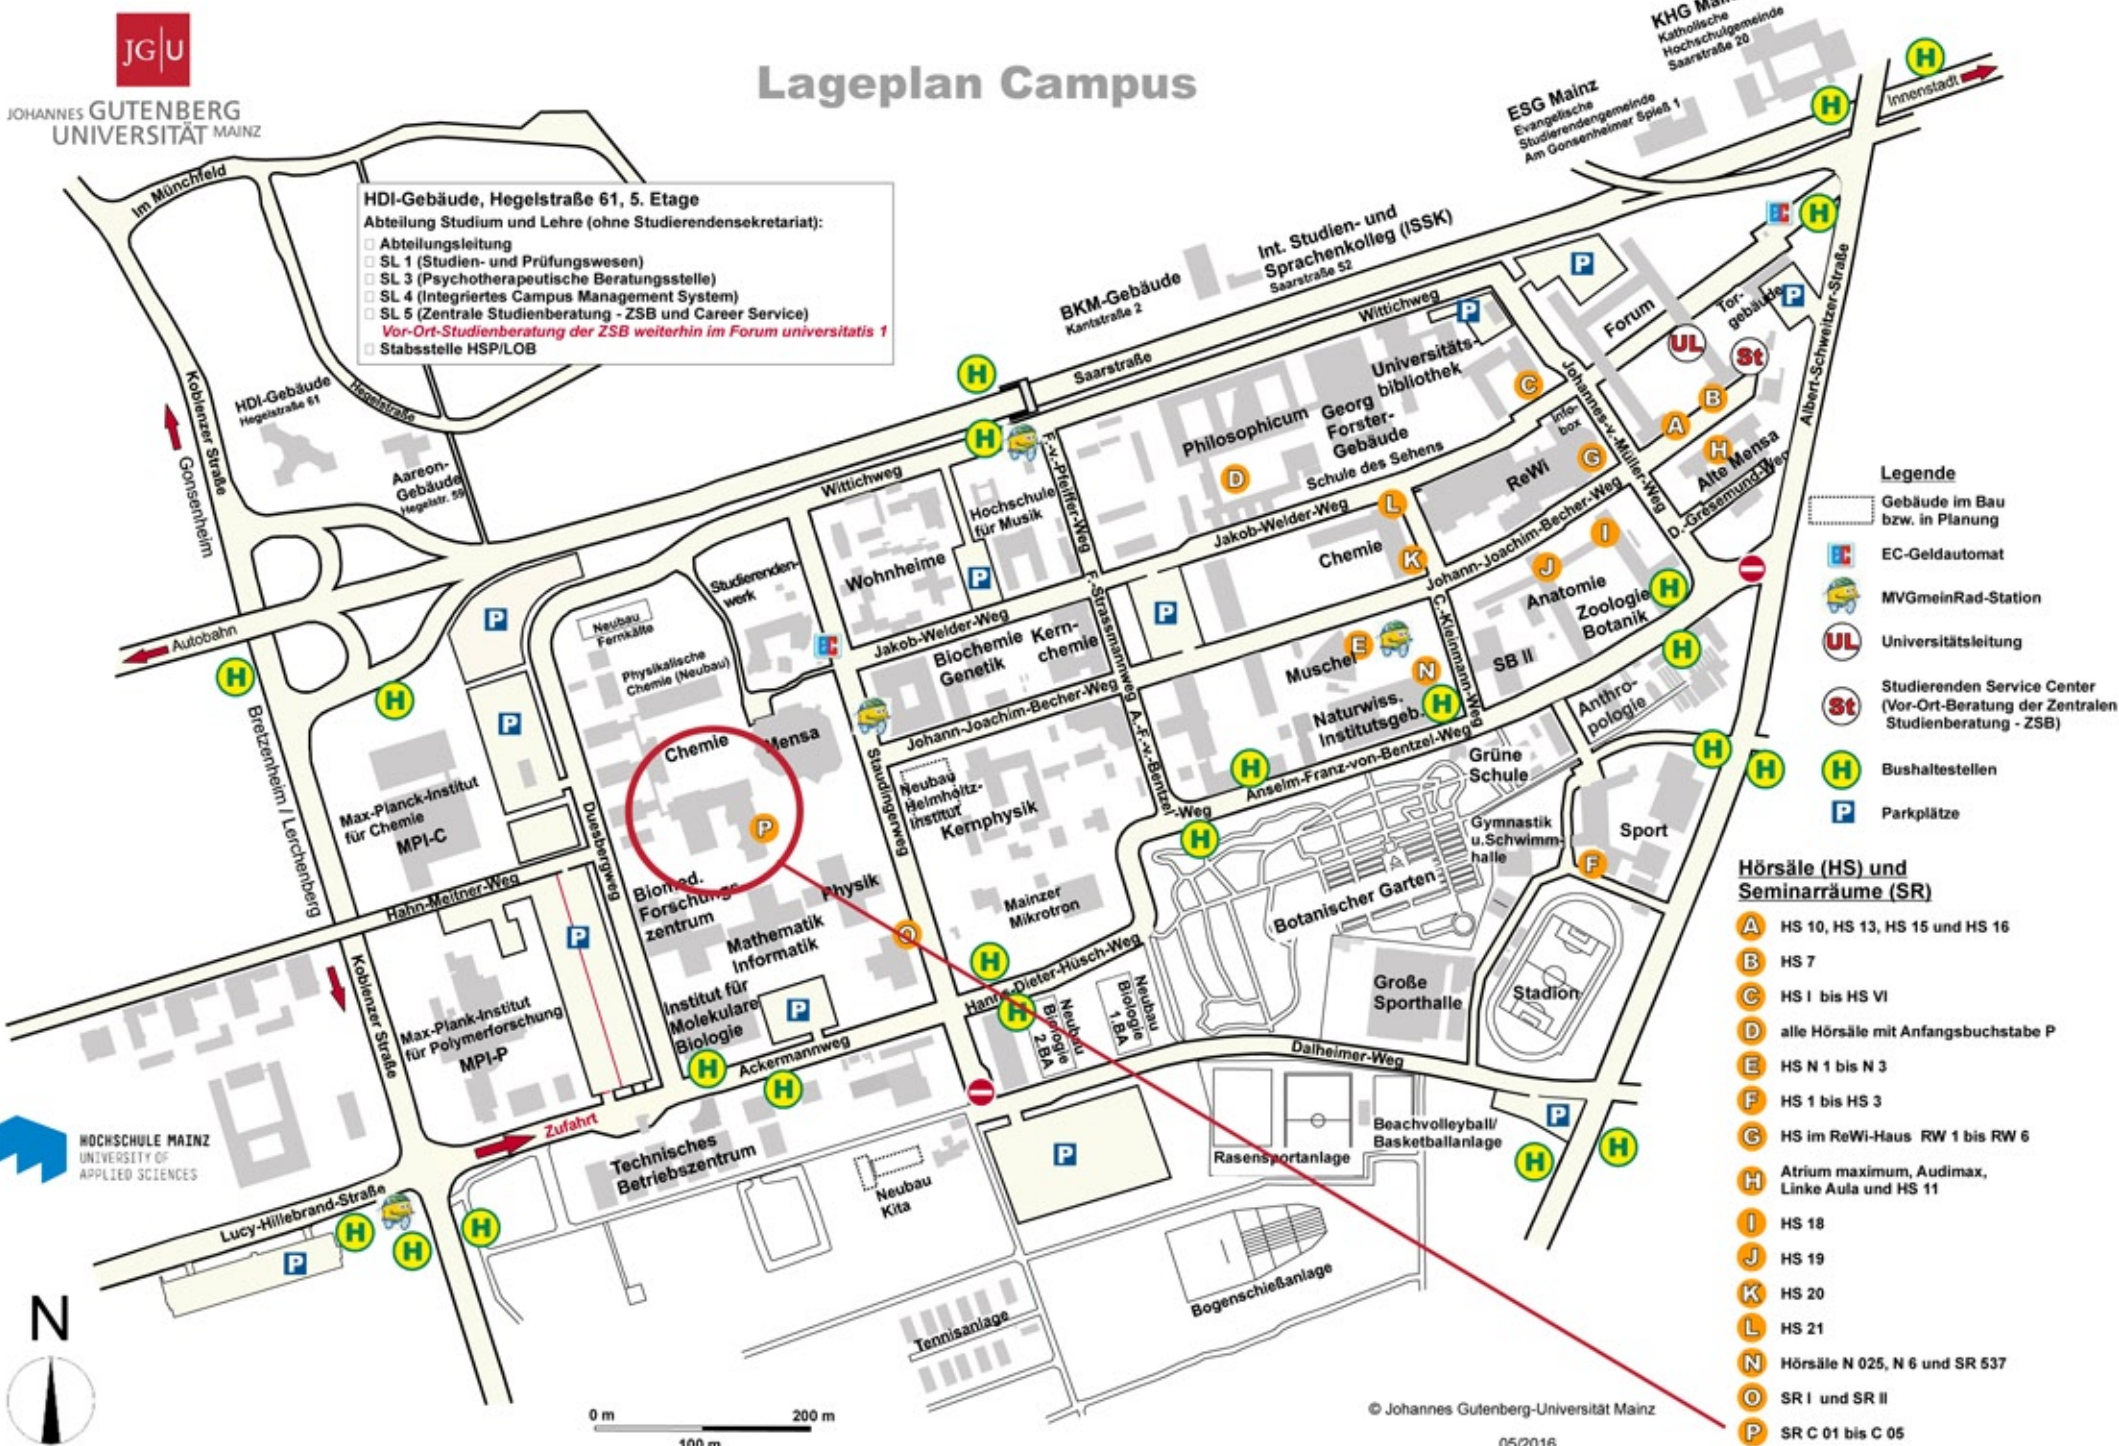 JG|U
JOHANNES GUTENBERG
UNIVERSITÄT MAINZ
Lageplan Campus
KHG
Katholische
Hochschulgemeinde
Saarstraße 20
ESG Mainz
Evangelische
Studierendengemeinde
Am Gonsenheimer Spieß 1
H
H
Innenstadt
Im Münchfeld
HDI-Gebäude, Hegelstraße 61, 5. Etage
Abteilung Studium und Lehre (ohne Studierendensekretariat):
Abteilungsleitung
SL 1 (Studien- und Prüfungswesen)
SL 3 (Psychotherapeutische Beratungsstelle)
SL 4 (Integriertes Campus Management System)
SL 5 (Zentrale Studienberatung - ZSB und Career Service)
Vor-Ort-Studienberatung der ZSB weiterhin im Forum universitatis 1
Stabsstelle HSP/LOB
Int. Studien- und
Sprachenkolleg (ISSK)
Saarstraße 52
BKM-Gebäude
Kantstraße 2
EC
H
P
P
P
Forum
Tor-
gebäude
UL
St
Albert-Schweitzer-Straße
Wittichweg
Saarstraße
H
H
Koblenzer Straße
Gonsenheim
HDI-Gebäude
Hegelstraße 61
Hegelstraße
Aareon-
Gebäude
Hegelstr. 59
Universitäts-
bibliothek
Georg
Forster-
Gebäude
Philosophicum
D
Schule des Sehens
C
Info-
box
Johannes-v.-Müller-Weg
A
B
H
Alte Mensa
D.-Gresemund-Weg
ReWi
G
Wittichweg
F.-v.-Pfeiffer-Weg
Hochschule
für Musik
Wohnheime
P
Studierenden-
werk
EC
Jakob-Welder-Weg
Jakob-Welder-Weg
L
Chemie
K
Johann-Joachim-Becher-Weg
I
J
Anatomie
Zoologie
Botanik
H
H
SB II
C.-Kleinmann-Weg
Anthro-
pologie
Autobahn
H
H
Bretzenheim / Lerchenberg
P
P
Neubau
Fernkälte
Physikalische
Chemie (Neubau)
Biochemie
Genetik
Kern-
chemie
F.-Strassmannweg
P
Johann-Joachim-Becher-Weg
Muschel
E
N
Naturwiss.
Institutsgeb.
H
Anselm-Franz-von-Bentzel-Weg
H
A.-F.-v.-Bentzel
-Weg
H
Chemie
Mensa
P
Staudingerweg
Neubau
Helmholtz-
Institut
Kernphysik
Mainzer
Mikrotron
Max-Planck-Institut
für Chemie
MPI-C
Duesbergweg
Hahn-Meitner-Weg
P
Biomed.
Forschungs-
zentrum
Physik
O
Mathematik
Informatik
P
Institut für
Molekulare
Biologie
H
Ackermannweg
H
H
Hanns-Dieter-Hüsch-Weg
H
Neubau
Biologie
2.BA
Neubau
Biologie
1.BA
Grüne
Schule
Gymnastik
u.Schwimm-
halle
Botanischer Garten
Große
Sporthalle
Sport
F
Stadion
H
H
Dalheimer-Weg
P
H
H
Koblenzer Straße
Max-Plank-Institut
für Polymerforschung
MPI-P
Zufahrt
Technisches
Betriebszentrum
Neubau
Kita
P
Rasensportanlage
Beachvolleyball/
Basketballanlage
Bogenschießanlage
Tennisanlage
HOCHSCHULE MAINZ
UNIVERSITY OF
APPLIED SCIENCES
Lucy-Hillebrand-Straße
H
H
H
P
N
0 m
200 m
100 m
© Johannes Gutenberg-Universität Mainz
05/2016
Legende
Gebäude im Bau
bzw. in Planung
EC EC-Geldautomat
MVGmeinRad-Station
UL Universitätsleitung
St Studierenden Service Center
(Vor-Ort-Beratung der Zentralen
Studienberatung - ZSB)
H Bushaltestellen
P Parkplätze
Hörsäle (HS) und
Seminarräume (SR)
A HS 10, HS 13, HS 15 und HS 16
B HS 7
C HS I bis HS VI
D alle Hörsäle mit Anfangsbuchstabe P
E HS N 1 bis N 3
F HS 1 bis HS 3
G HS im ReWi-Haus RW 1 bis RW 6
H Atrium maximum, Audimax,
Linke Aula und HS 11
I HS 18
J HS 19
K HS 20
L HS 21
N Hörsäle N 025, N 6 und SR 537
O SR I und SR II
P SR C 01 bis C 05